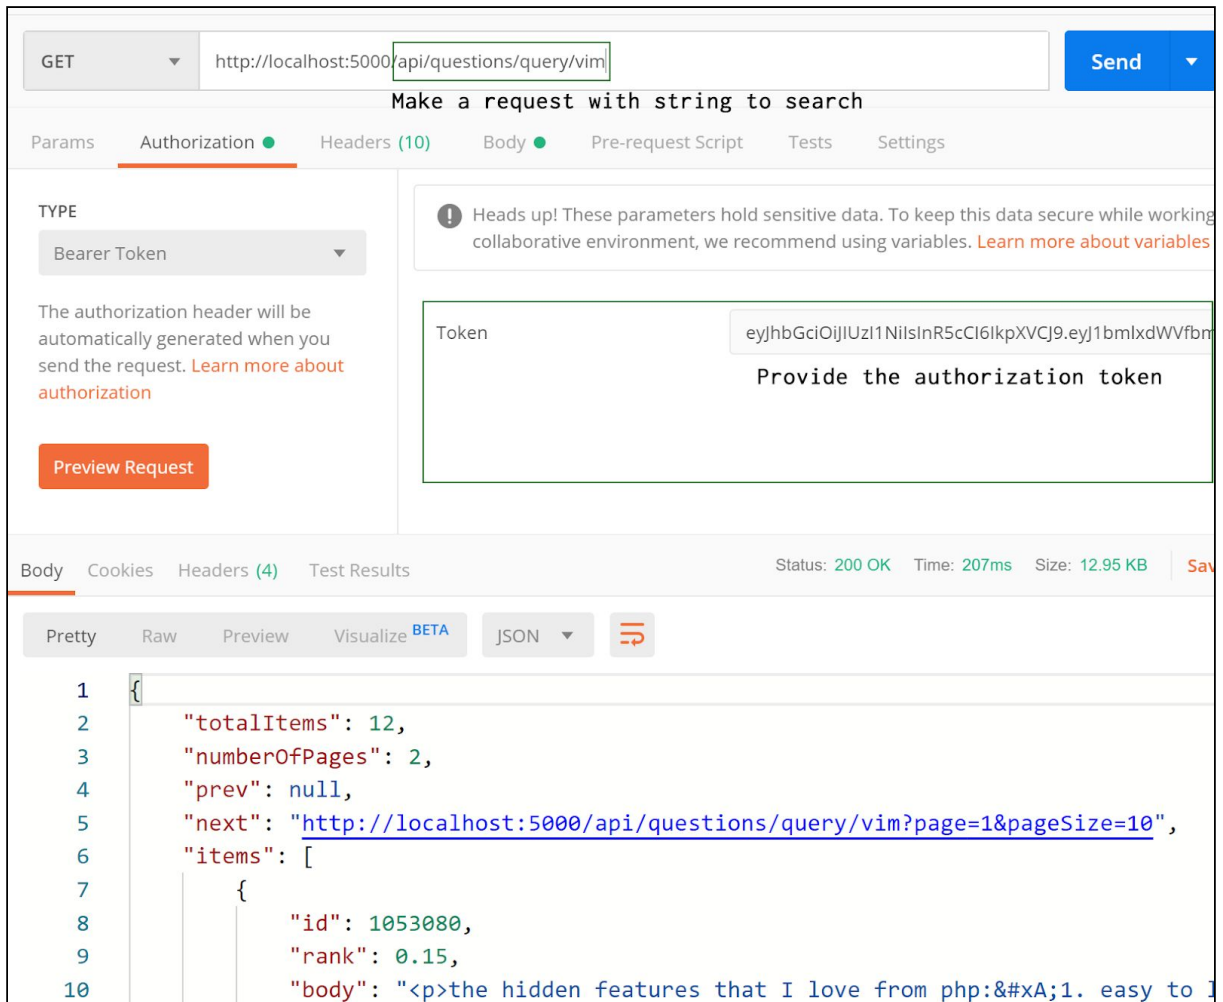 GET http://localhost:5000/api/questions/query/vim Send
Make a request with string to search
Params Authorization Headers (10) Body Pre-request Script Tests Settings
TYPE
Bearer Token
The authorization header will be
automatically generated when you
send the request. Learn more about
authorization
Preview Request
Heads up! These parameters hold sensitive data. To keep this data secure while working
collaborative environment, we recommend using variables. Learn more about variables
Token eyJhbGciOiJIUzI1NiIsInR5cCI6IkpXVCJ9.eyJ1bmlxdWVfbm
Provide the authorization token
Body Cookies Headers (4) Test Results Status: 200 OK Time: 207ms Size: 12.95 KB Sav
Pretty Raw Preview Visualize BETA JSON
1 {
2 "totalItems": 12,
3 "numberOfPages": 2,
4 "prev": null,
5 "next": "http://localhost:5000/api/questions/query/vim?page=1&pageSize=10",
6 "items": [
7 {
8 "id": 1053080,
9 "rank": 0.15,
10 "body": "<p>the hidden features that I love from php:&#xA;1. easy to